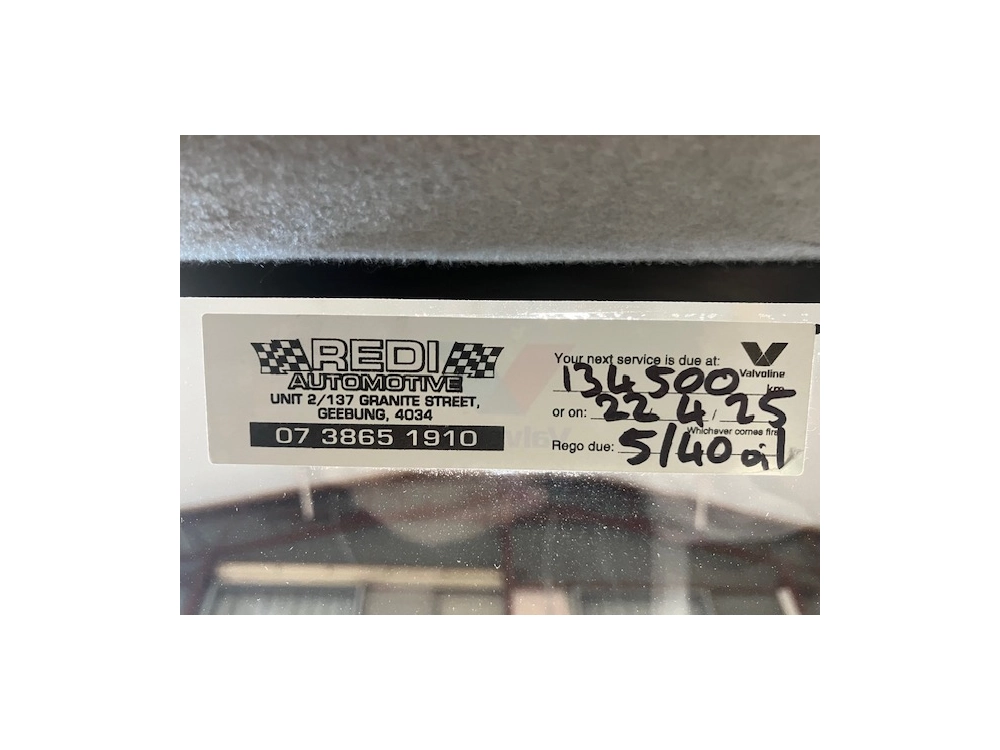 REDI
AUTOMOTIVE
UNIT 2/137 GRANITE STREET,
GEEBUNG, 4034
07 3865 1910
Your next service is due at:
Valvoline
134500 km
or on: 22 / 4 / 25
Whichever comes first
Rego due: 5/40 oil